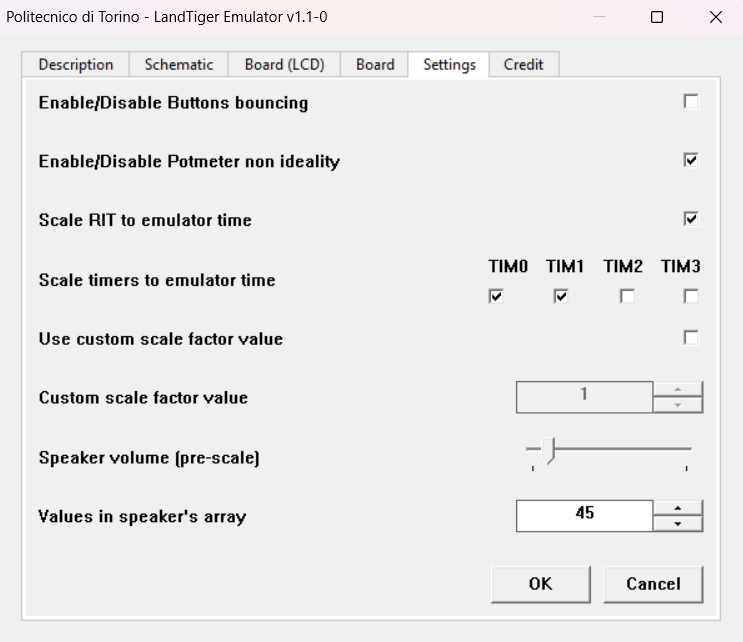 Politecnico di Torino - LandTiger Emulator v1.1-0
Description Schematic Board (LCD) Board Settings Credit
Enable/Disable Buttons bouncing
Enable/Disable Potmeter non ideality
Scale RIT to emulator time
TIM0 TIM1 TIM2 TIM3
Scale timers to emulator time
Use custom scale factor value
Custom scale factor value 1
Speaker volume (pre-scale)
Values in speaker's array 45
OK Cancel